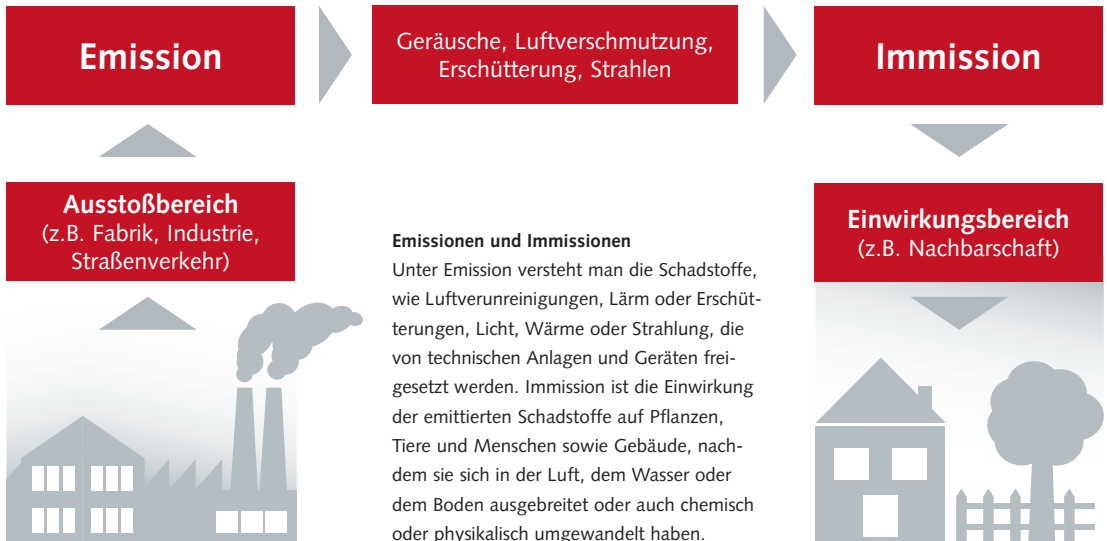 Emission
Geräusche, Luftverschmutzung,
Erschütterung, Strahlen
Immission
Ausstoßbereich
(z.B. Fabrik, Industrie,
Straßenverkehr)
Emissionen und Immissionen
Unter Emission versteht man die Schadstoffe,
wie Luftverunreinigungen, Lärm oder Erschüt-
terungen, Licht, Wärme oder Strahlung, die
von technischen Anlagen und Geräten frei-
gesetzt werden. Immission ist die Einwirkung
der emittierten Schadstoffe auf Pflanzen,
Tiere und Menschen sowie Gebäude, nach-
dem sie sich in der Luft, dem Wasser oder
dem Boden ausgebreitet oder auch chemisch
oder physikalisch umgewandelt haben.
Einwirkungsbereich
(z.B. Nachbarschaft)